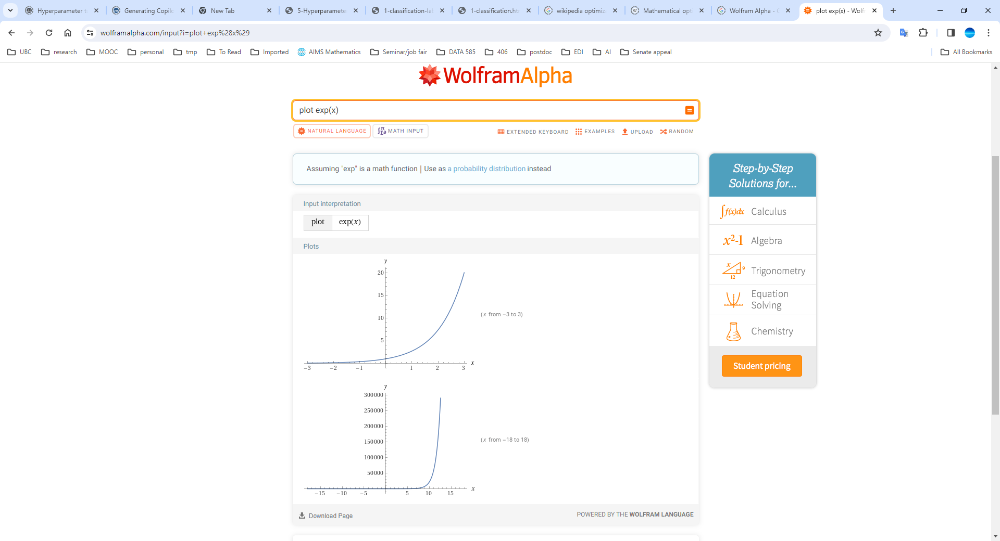 Hyperparameter t
Generating Copilo
New Tab
5-Hyperparamete
1-classification-la
1-classification.ht
wikipedia optimiz
Mathematical opt
Wolfram Alpha - G
plot exp(x) - Wolf
wolframalpha.com/input?i=plot+exp%28x%29
UBC
research
MOOC
personal
tmp
To Read
Imported
AIMS Mathematics
Seminar/job fair
DATA 585
406
postdoc
EDI
AI
Senate appeal
All Bookmarks
WolframAlpha
plot exp(x)
NATURAL LANGUAGE
MATH INPUT
EXTENDED KEYBOARD
EXAMPLES
UPLOAD
RANDOM
Assuming "exp" is a math function | Use as a probability distribution instead
Input interpretation
plot exp(x)
Plots
y
20
15
10
5
−3 −2 −1 1 2 3 x
(x from −3 to 3)
y
300000
250000
200000
150000
100000
50000
−15 −10 −5 5 10 15 x
(x from −18 to 18)
Download Page
POWERED BY THE WOLFRAM LANGUAGE
Step-by-Step
Solutions for...
∫f(x)dx Calculus
x²-1 Algebra
x 9 12 Trigonometry
Equation
Solving
Chemistry
Student pricing